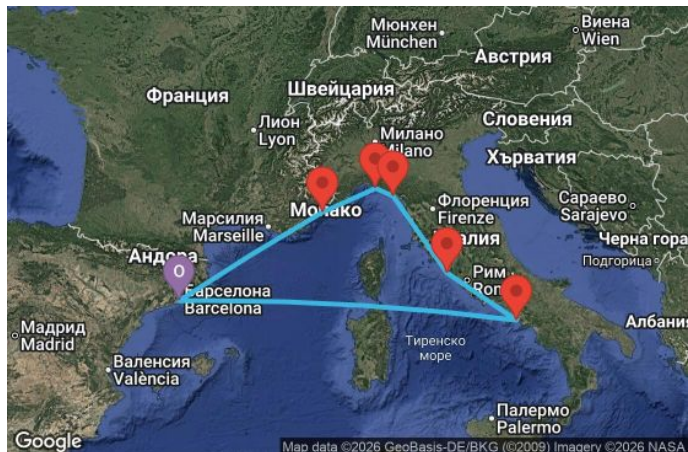 Мюнхен
München
Виена
Wien
Австрия
Швейцария
Франция
Словения
Лион
Lyon
Милано
Milano
Хърватия
Монако
Флоренция
Firenze
Сараево
Sarajevo
Марсилия
Marseille
Черна гора
Подгорица
Андора
Рим
O
Барселона
Barcelona
Мадрид
Madrid
Албания
Валенсия
València
Тиренско
море
Палермо
Palermo
Google
Map data ©2026 GeoBasis-DE/BKG (©2009) Imagery ©2026 NASA